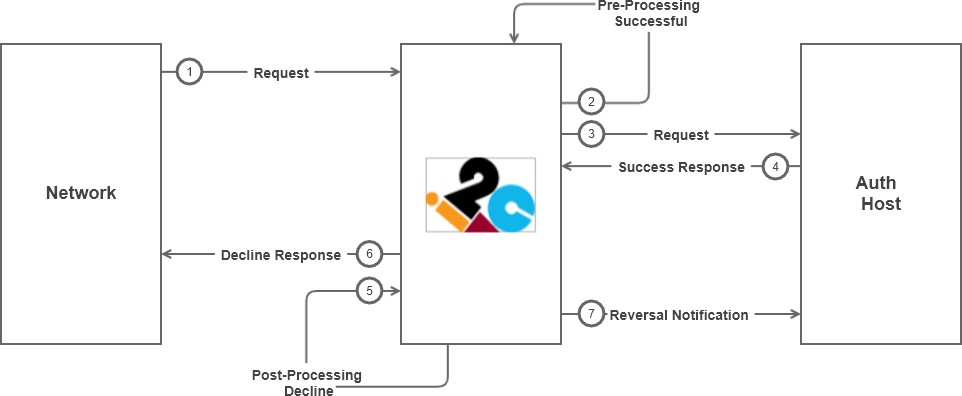 Pre-Processing
Successful
1
Request
2
3
Request
Success Response
4
Network
i2c
Auth
Host
Decline Response
6
5
7
Reversal Notification
Post-Processing
Decline